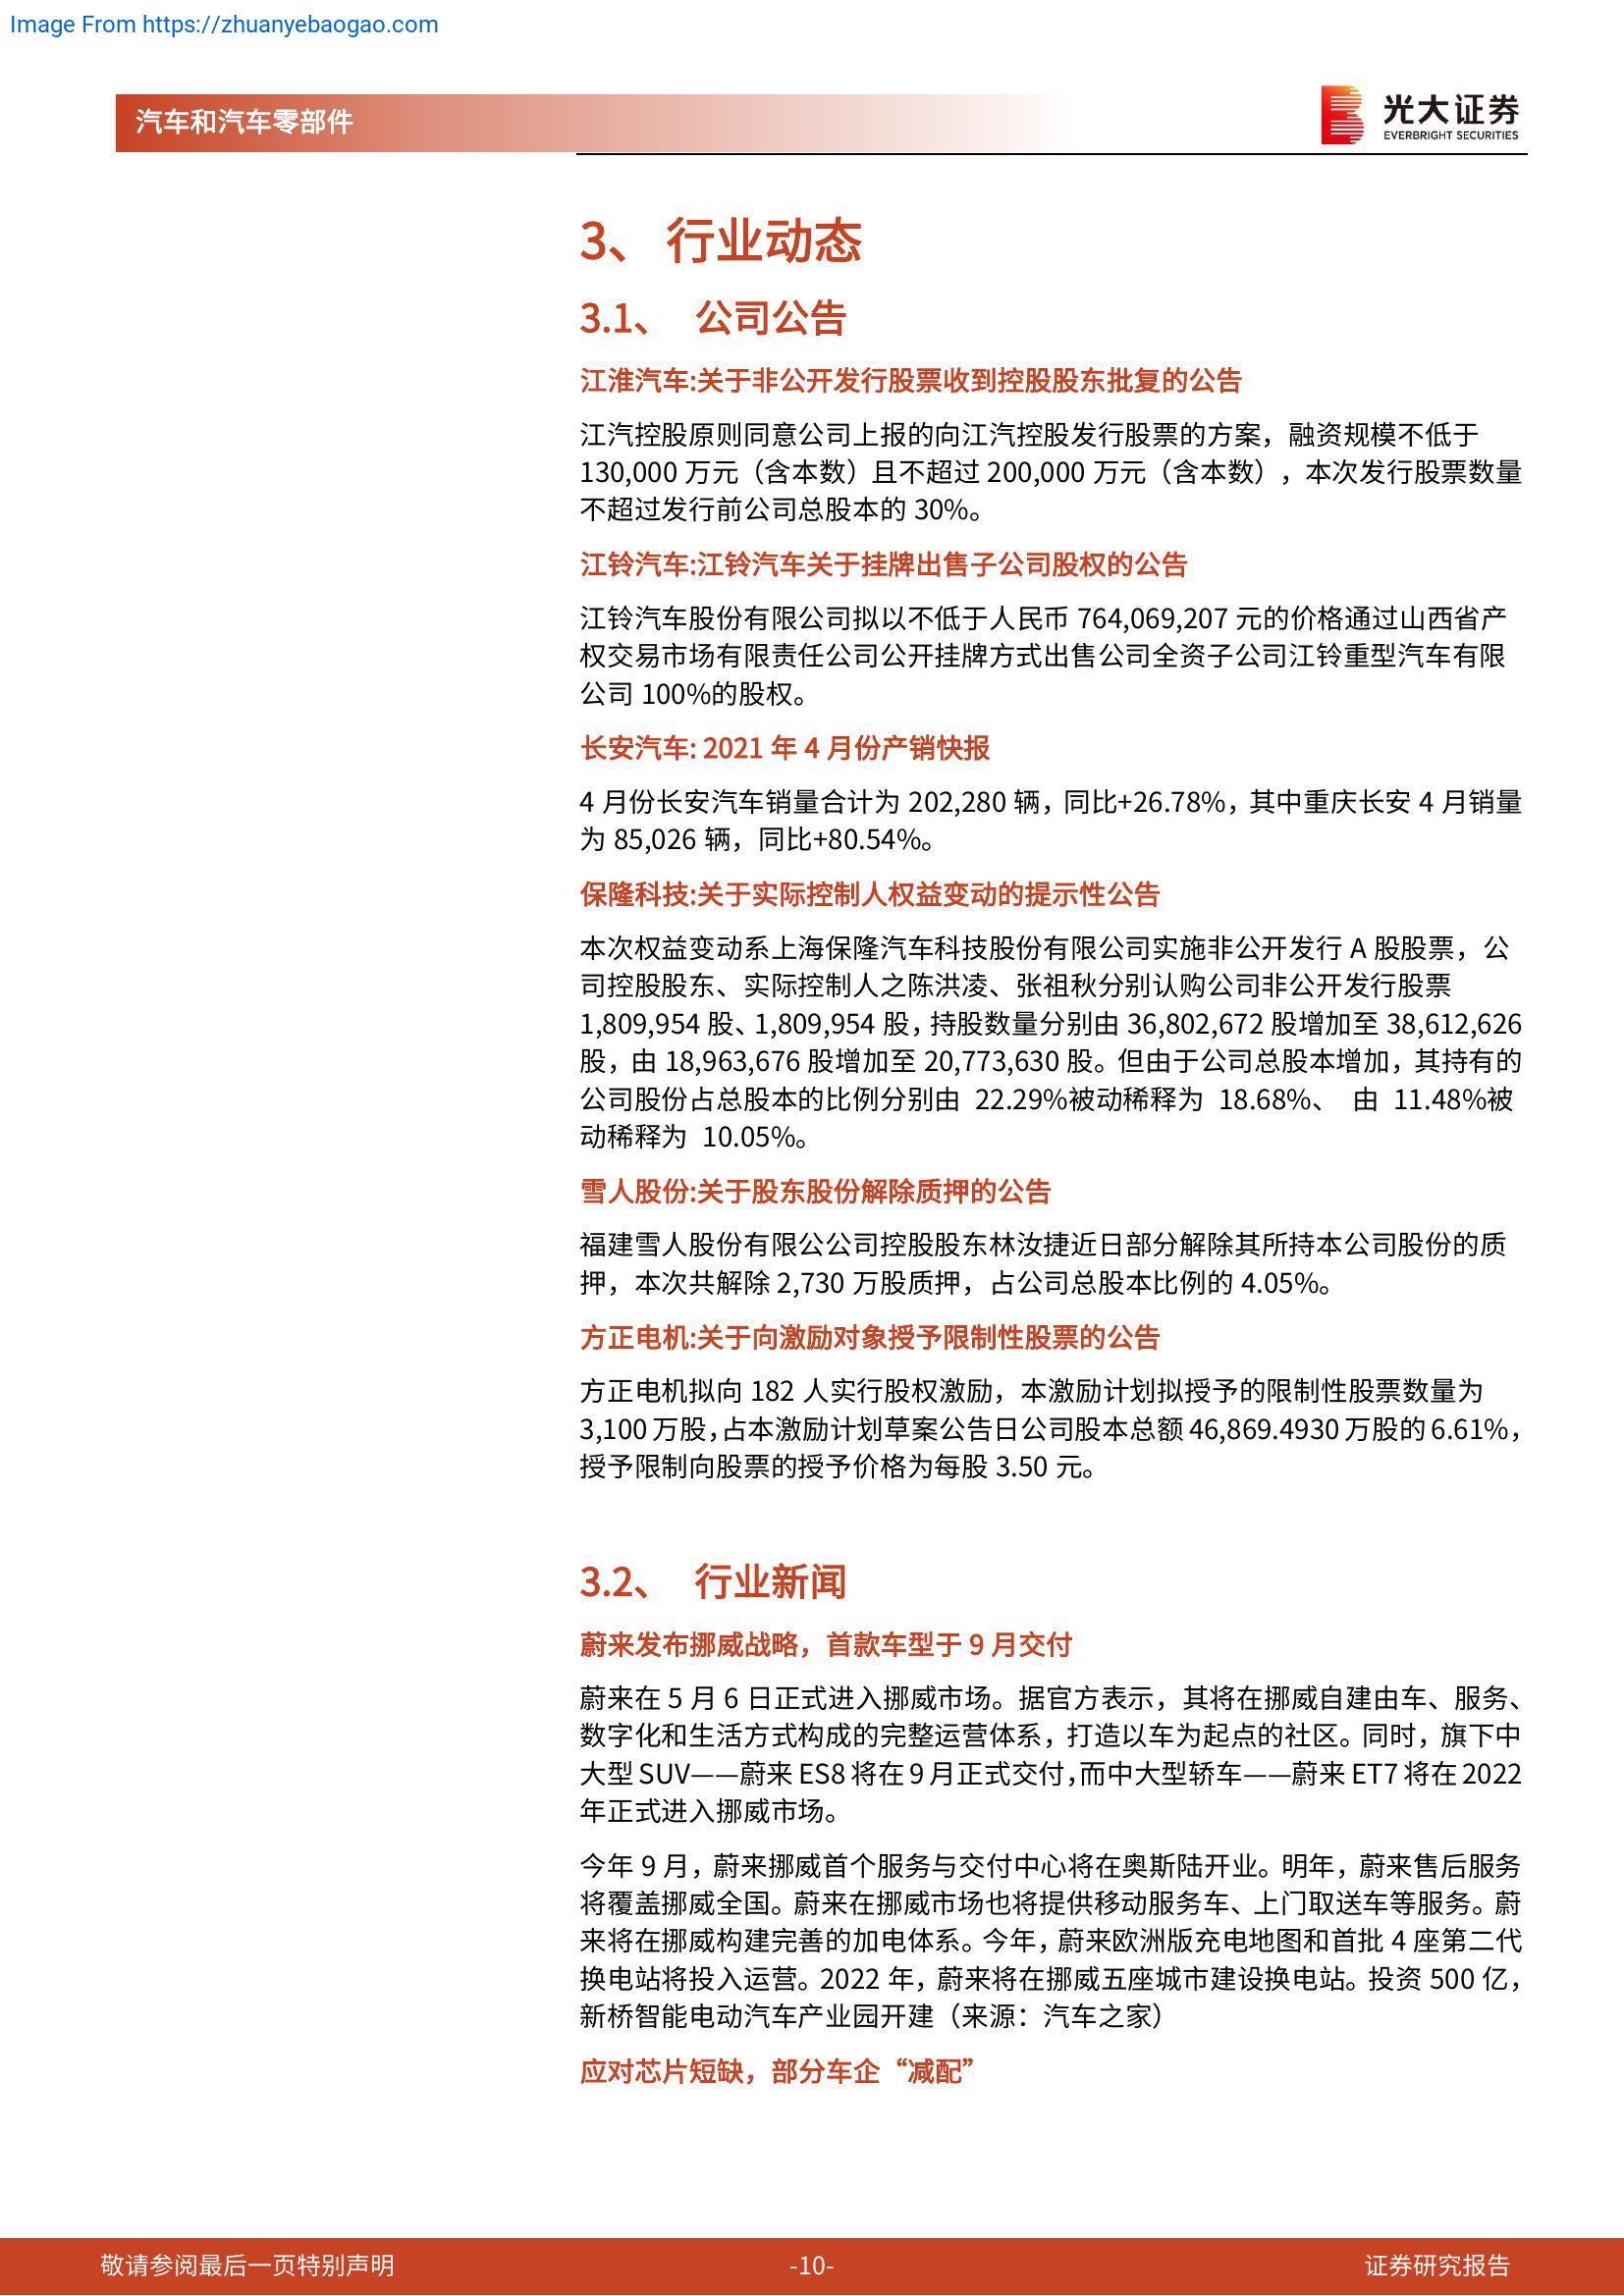 Image From https://zhuanyebaogao.com
汽车和汽车零部件
光大证券
EVERBRIGHT SECURITIES
3、 行业动态
3.1、 公司公告
江淮汽车:关于非公开发行股票收到控股股东批复的公告
江汽控股原则同意公司上报的向江汽控股发行股票的方案，融资规模不低于
130,000 万元（含本数）且不超过 200,000 万元（含本数），本次发行股票数量
不超过发行前公司总股本的 30%。
江铃汽车:江铃汽车关于挂牌出售子公司股权的公告
江铃汽车股份有限公司拟以不低于人民币 764,069,207 元的价格通过山西省产
权交易市场有限责任公司公开挂牌方式出售公司全资子公司江铃重型汽车有限
公司 100%的股权。
长安汽车: 2021 年 4 月份产销快报
4 月份长安汽车销量合计为 202,280 辆，同比+26.78%，其中重庆长安 4 月销量
为 85,026 辆，同比+80.54%。
保隆科技:关于实际控制人权益变动的提示性公告
本次权益变动系上海保隆汽车科技股份有限公司实施非公开发行 A 股股票，公
司控股股东、实际控制人之陈洪凌、张祖秋分别认购公司非公开发行股票
1,809,954 股、1,809,954 股，持股数量分别由 36,802,672 股增加至 38,612,626
股，由 18,963,676 股增加至 20,773,630 股。但由于公司总股本增加，其持有的
公司股份占总股本的比例分别由 22.29%被动稀释为 18.68%、 由 11.48%被
动稀释为 10.05%。
雪人股份:关于股东股份解除质押的公告
福建雪人股份有限公公司控股股东林汝捷近日部分解除其所持本公司股份的质
押，本次共解除 2,730 万股质押，占公司总股本比例的 4.05%。
方正电机:关于向激励对象授予限制性股票的公告
方正电机拟向 182 人实行股权激励，本激励计划拟授予的限制性股票数量为
3,100 万股，占本激励计划草案公告日公司股本总额 46,869.4930 万股的 6.61%，
授予限制向股票的授予价格为每股 3.50 元。
3.2、 行业新闻
蔚来发布挪威战略，首款车型于 9 月交付
蔚来在 5 月 6 日正式进入挪威市场。据官方表示，其将在挪威自建由车、服务、
数字化和生活方式构成的完整运营体系，打造以车为起点的社区。同时，旗下中
大型 SUV——蔚来 ES8 将在 9 月正式交付，而中大型轿车——蔚来 ET7 将在 2022
年正式进入挪威市场。
今年 9 月，蔚来挪威首个服务与交付中心将在奥斯陆开业。明年，蔚来售后服务
将覆盖挪威全国。蔚来在挪威市场也将提供移动服务车、上门取送车等服务。蔚
来将在挪威构建完善的加电体系。今年，蔚来欧洲版充电地图和首批 4 座第二代
换电站将投入运营。2022 年，蔚来将在挪威五座城市建设换电站。投资 500 亿，
新桥智能电动汽车产业园开建（来源：汽车之家）
应对芯片短缺，部分车企“减配”
敬请参阅最后一页特别声明
-10-
证券研究报告